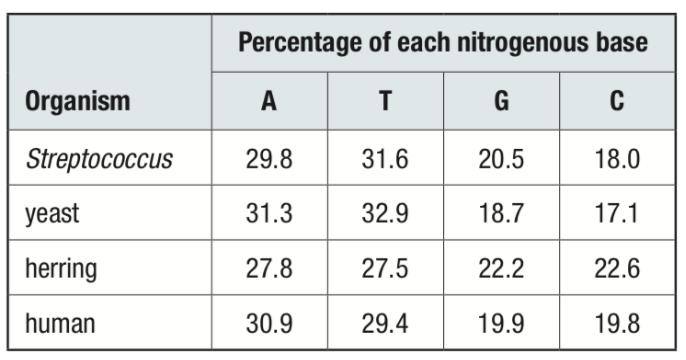 Percentage of each nitrogenous base
Organism A T G C
Streptococcus 29.8 31.6 20.5 18.0
yeast 31.3 32.9 18.7 17.1
herring 27.8 27.5 22.2 22.6
human 30.9 29.4 19.9 19.8